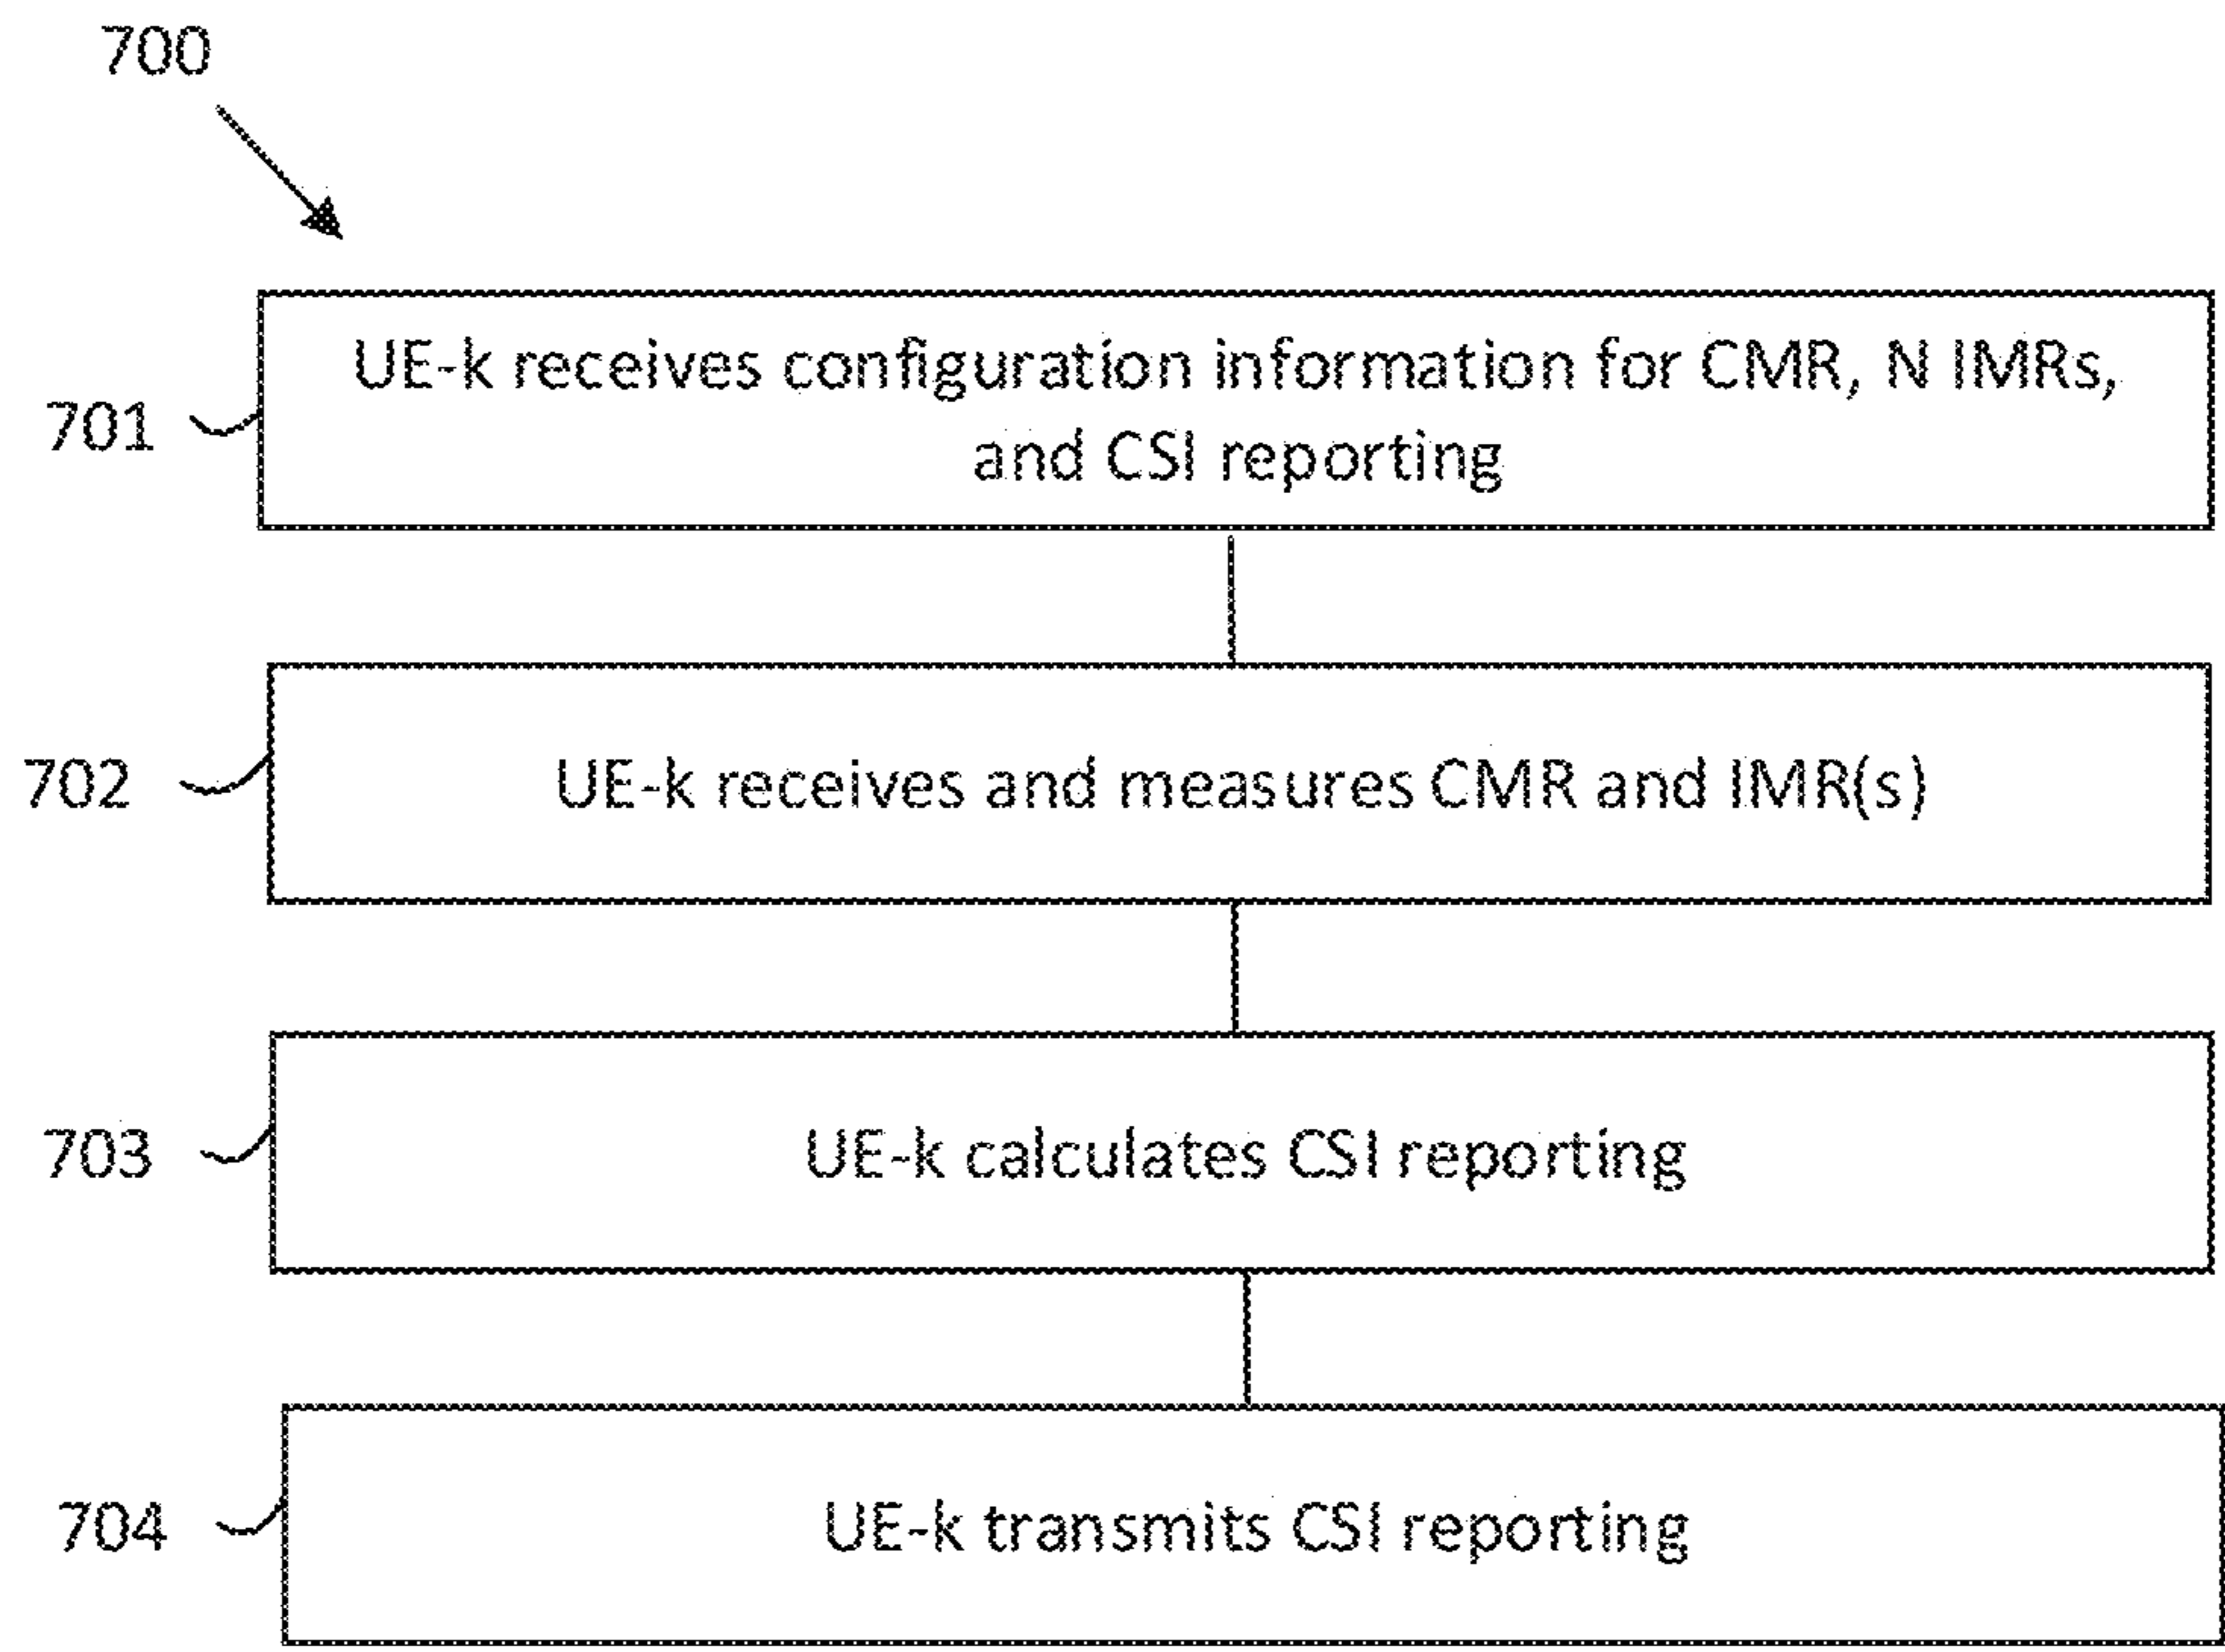 700
701
UE-k receives configuration information for CMR, N IMRs,
and CSI reporting
702
UE-k receives and measures CMR and IMR(s)
703
UE-k calculates CSI reporting
704
UE-k transmits CSI reporting